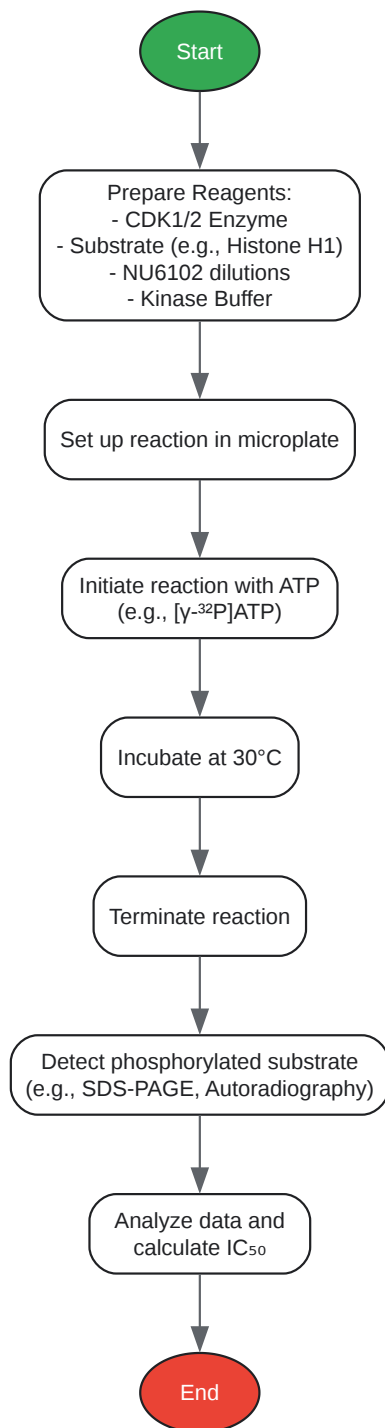 Start
Prepare Reagents:
- CDK1/2 Enzyme
- Substrate (e.g., Histone H1)
- NU6102 dilutions
- Kinase Buffer
Set up reaction in microplate
Initiate reaction with ATP
(e.g., [γ-³²P]ATP)
Incubate at 30°C
Terminate reaction
Detect phosphorylated substrate
(e.g., SDS-PAGE, Autoradiography)
Analyze data and
calculate IC₅₀
End